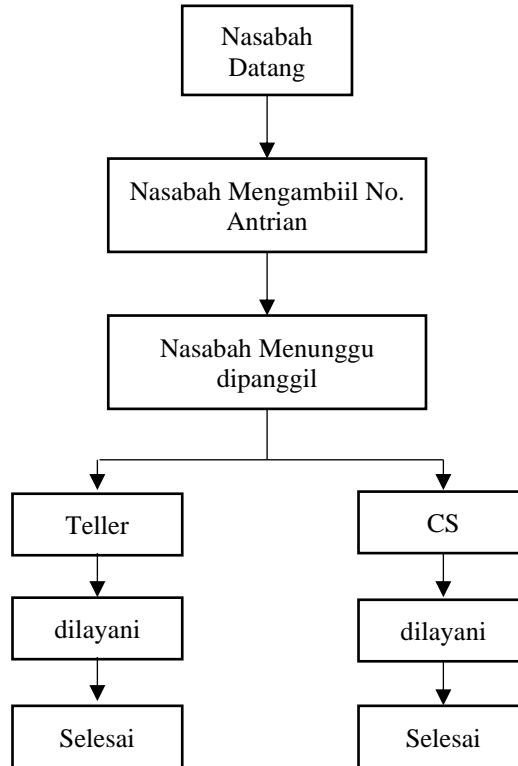 Nasabah
Datang
Nasabah Mengambiil No.
Antrian
Nasabah Menunggu
dipanggil
Teller
CS
dilayani
dilayani
Selesai
Selesai